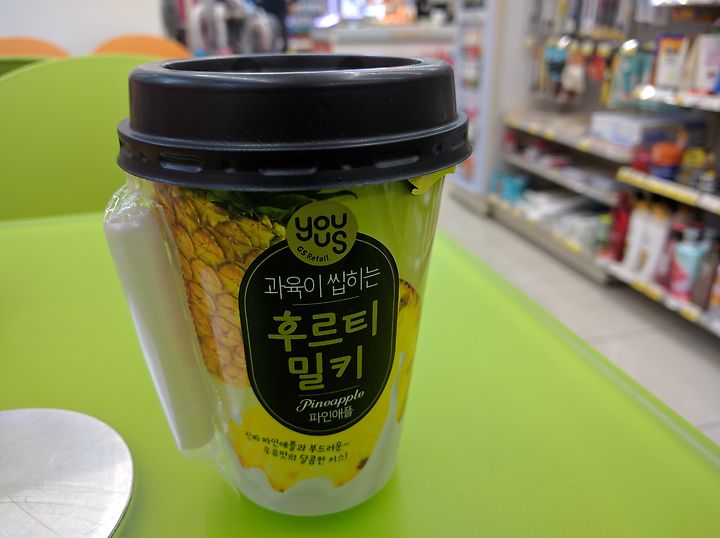 you
us
GS Retail
과육이 씹히는
후르티
밀키
Pineapple
파인애플
진짜 파인애플과 부드러운~
우유맛의 달콤한 키스!